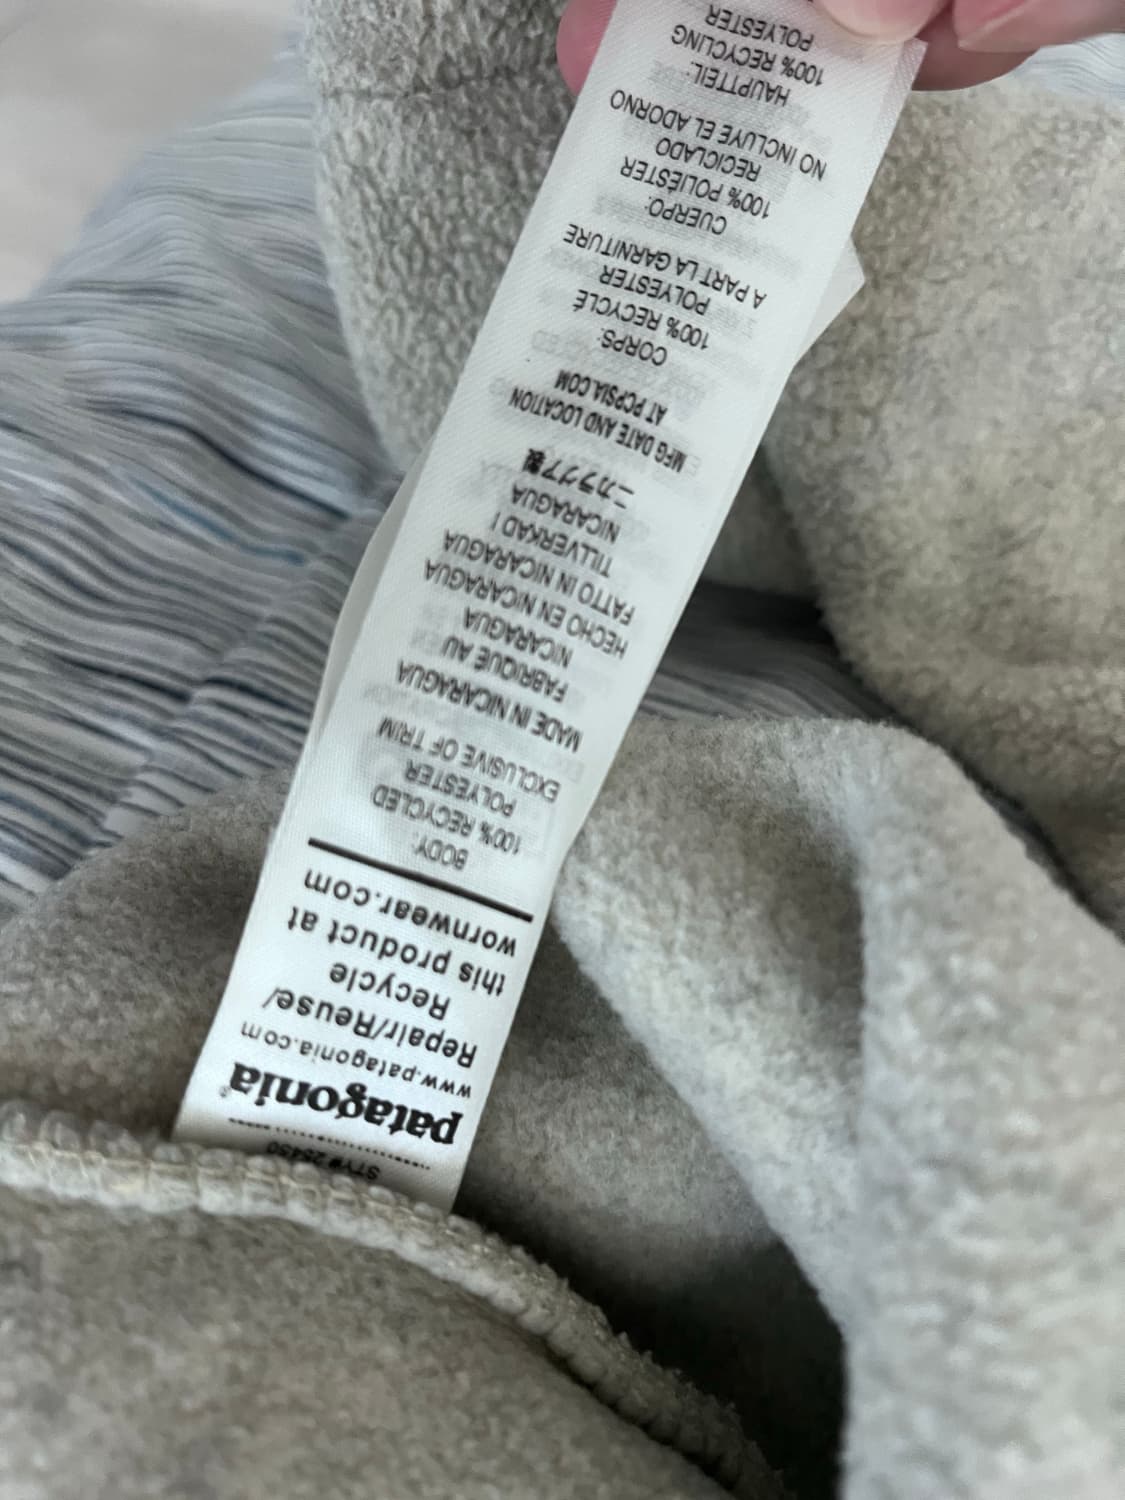 STY# 25450
patagonia®
www.patagonia.com
Repair/Reuse/
Recycle
this product at
wornwear.com
BODY:
100% RECYCLED
POLYESTER
EXCLUSIVE OF TRIM
MADE IN NICARAGUA
FABRIQUÉ AU
NICARAGUA
HECHO EN NICARAGUA
FATTO IN NICARAGUA
TILLVERKAD I
NICARAGUA
ニカラグア製
MFG DATE AND LOCATION
AT PCPSIA.COM
CORPS:
100% RECYCLÉ
POLYESTER
A PART LA GARNITURE
CUERPO:
100% POLIÉSTER
RECICLADO
NO INCLUYE EL ADORNO
HAUPTTEIL:
100% RECYCLING
POLYESTER